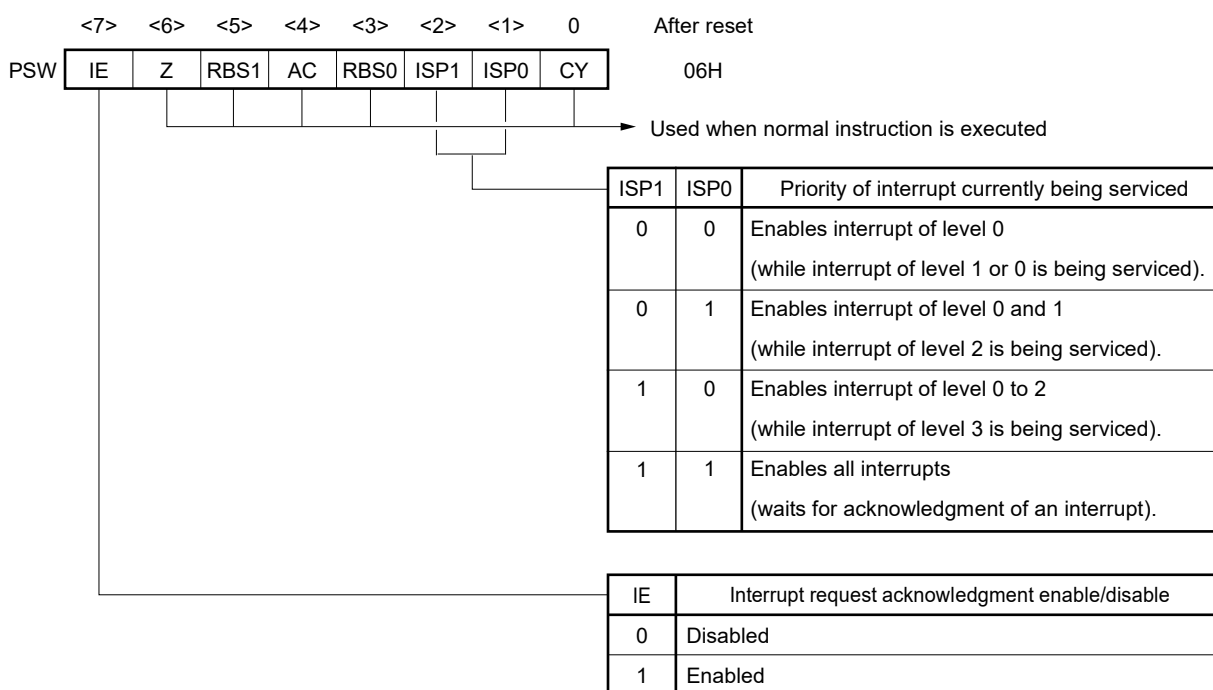 <7> <6> <5> <4> <3> <2> <1> 0 After reset
PSW IE Z RBS1 AC RBS0 ISP1 ISP0 CY 06H
Used when normal instruction is executed
ISP1 ISP0 Priority of interrupt currently being serviced
0 0 Enables interrupt of level 0
(while interrupt of level 1 or 0 is being serviced).
0 1 Enables interrupt of level 0 and 1
(while interrupt of level 2 is being serviced).
1 0 Enables interrupt of level 0 to 2
(while interrupt of level 3 is being serviced).
1 1 Enables all interrupts
(waits for acknowledgment of an interrupt).
IE Interrupt request acknowledgment enable/disable
0 Disabled
1 Enabled